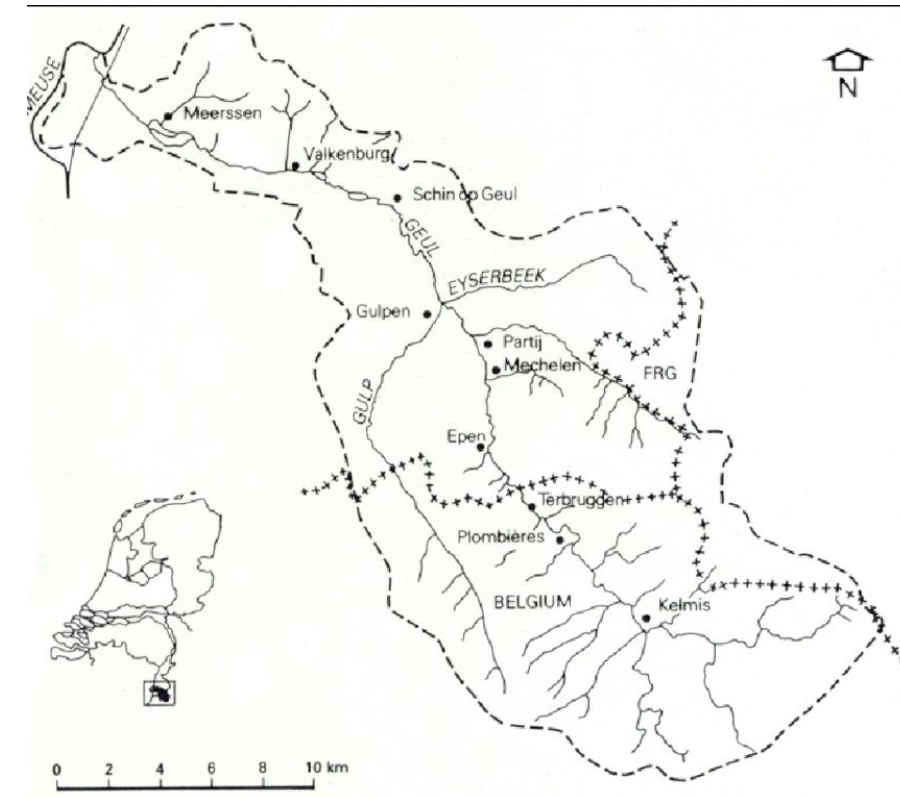 MEUSE
N
Meerssen
Valkenburg
Schin op Geul
GEUL
EYSERBEEK
Gulpen
Partij
Mechelen
FRG
GULP
Epen
Terbruggen
Plombières
BELGIUM
Kelmis
0 2 4 6 8 10 km